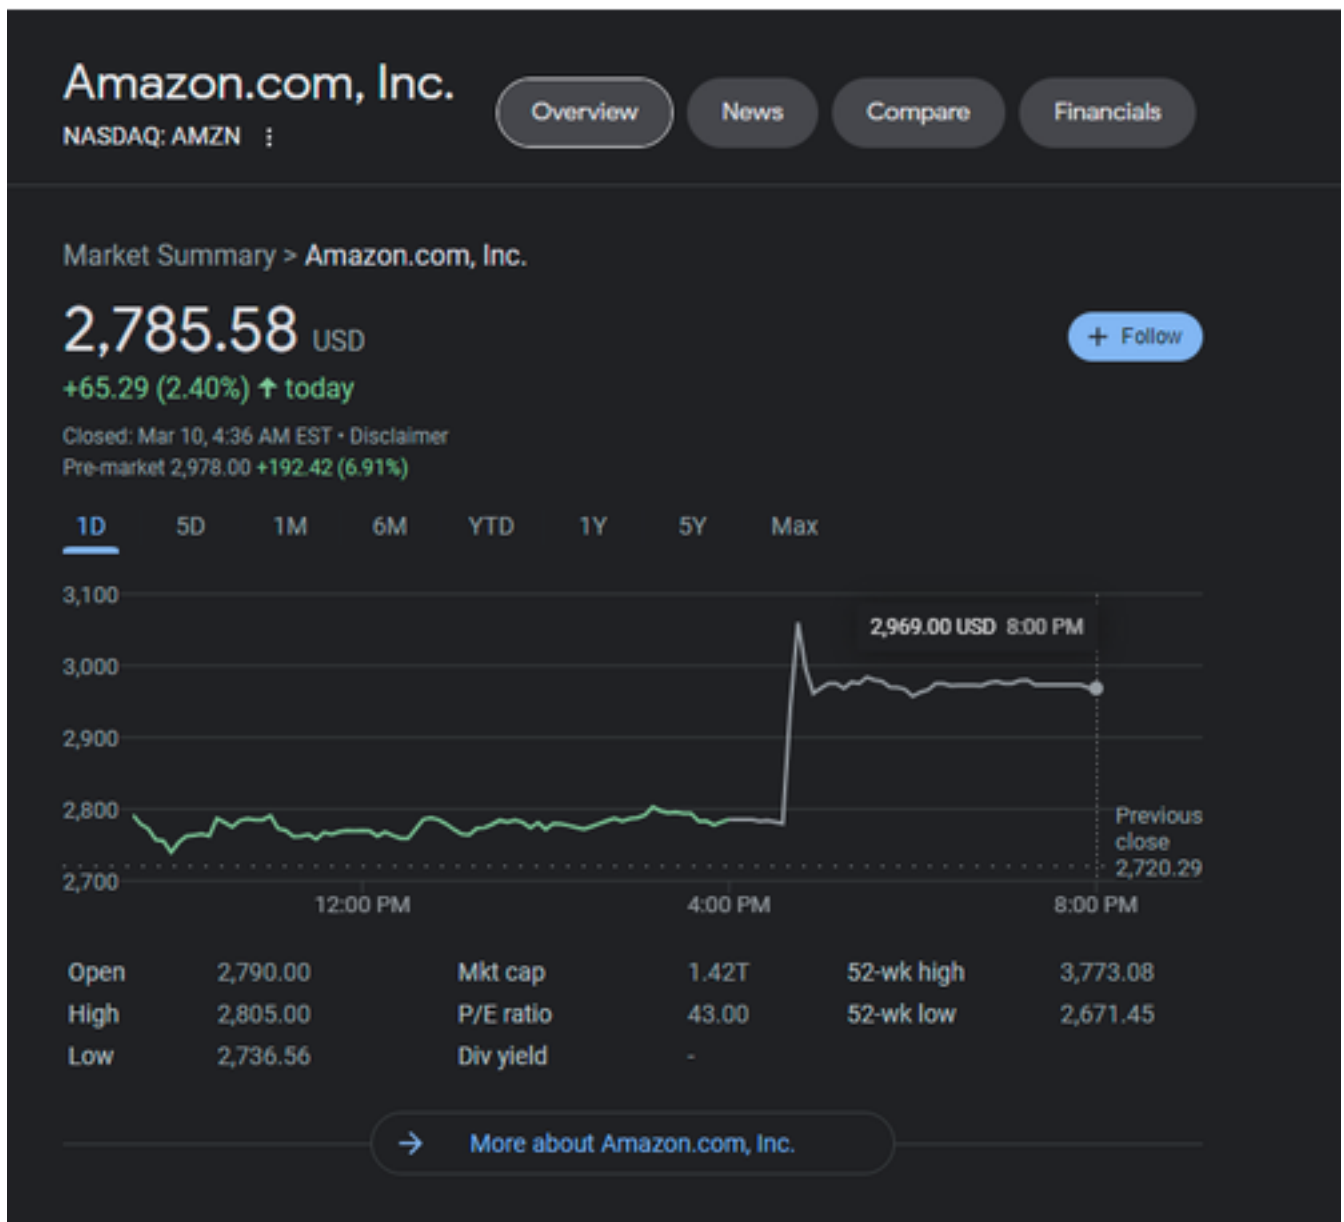 Amazon.com, Inc.
NASDAQ: AMZN ⋮
Overview
News
Compare
Financials
Market Summary > Amazon.com, Inc.
2,785.58 USD
+65.29 (2.40%) ↑ today
+ Follow
Closed: Mar 10, 4:36 AM EST • Disclaimer
Pre-market 2,978.00 +192.42 (6.91%)
1D 5D 1M 6M YTD 1Y 5Y Max
3,100
2,969.00 USD 8:00 PM
3,000
2,900
2,800
Previous
close
2,720.29
2,700
12:00 PM 4:00 PM 8:00 PM
Open 2,790.00 Mkt cap 1.42T 52-wk high 3,773.08
High 2,805.00 P/E ratio 43.00 52-wk low 2,671.45
Low 2,736.56 Div yield -
→ More about Amazon.com, Inc.